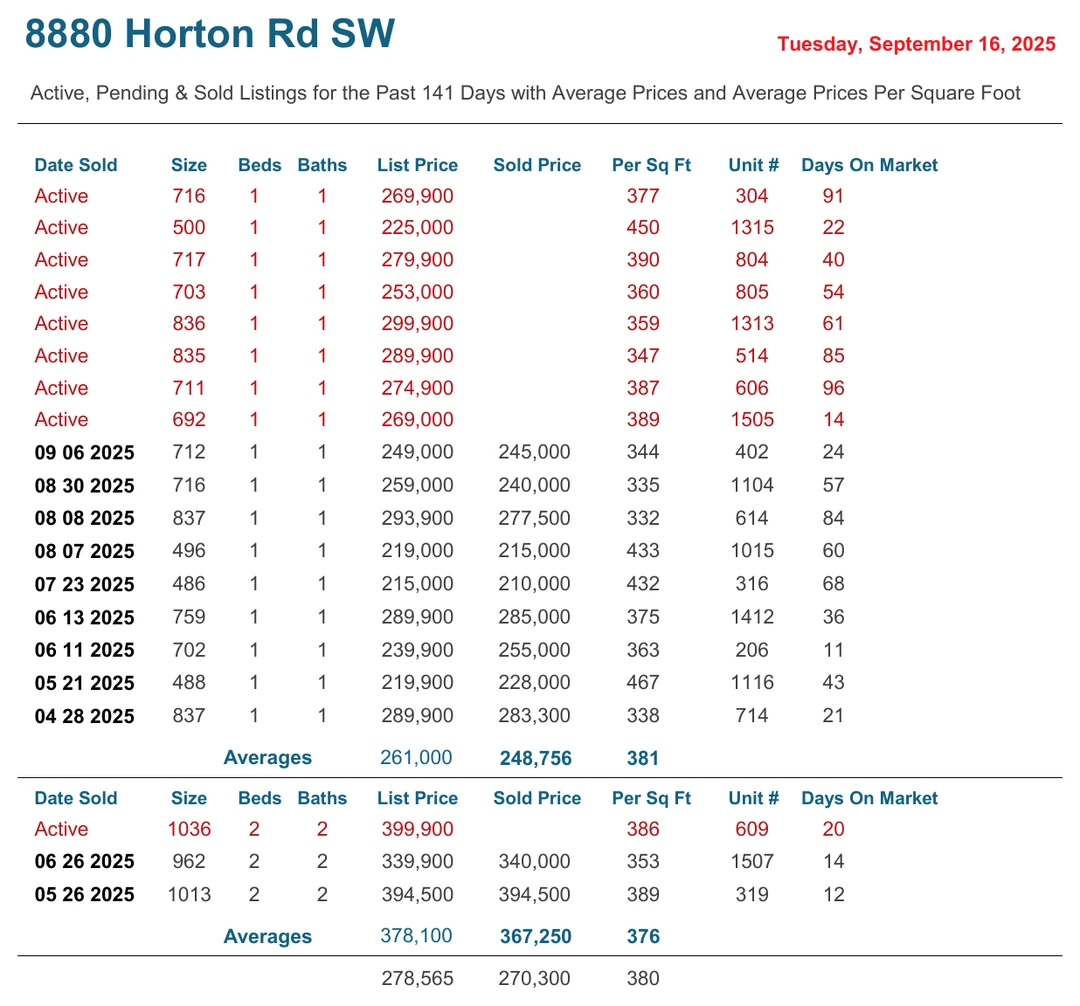 8880 Horton Rd SW
Tuesday, September 16, 2025
Active, Pending & Sold Listings for the Past 141 Days with Average Prices and Average Prices Per Square Foot
Date Sold Size Beds Baths List Price Sold Price Per Sq Ft Unit # Days On Market
Active 716 1 1 269,900 377 304 91
Active 500 1 1 225,000 450 1315 22
Active 717 1 1 279,900 390 804 40
Active 703 1 1 253,000 360 805 54
Active 836 1 1 299,900 359 1313 61
Active 835 1 1 289,900 347 514 85
Active 711 1 1 274,900 387 606 96
Active 692 1 1 269,000 389 1505 14
09 06 2025 712 1 1 249,000 245,000 344 402 24
08 30 2025 716 1 1 259,000 240,000 335 1104 57
08 08 2025 837 1 1 293,900 277,500 332 614 84
08 07 2025 496 1 1 219,000 215,000 433 1015 60
07 23 2025 486 1 1 215,000 210,000 432 316 68
06 13 2025 759 1 1 289,900 285,000 375 1412 36
06 11 2025 702 1 1 239,900 255,000 363 206 11
05 21 2025 488 1 1 219,900 228,000 467 1116 43
04 28 2025 837 1 1 289,900 283,300 338 714 21
Averages 261,000 248,756 381
Date Sold Size Beds Baths List Price Sold Price Per Sq Ft Unit # Days On Market
Active 1036 2 2 399,900 386 609 20
06 26 2025 962 2 2 339,900 340,000 353 1507 14
05 26 2025 1013 2 2 394,500 394,500 389 319 12
Averages 378,100 367,250 376
278,565 270,300 380